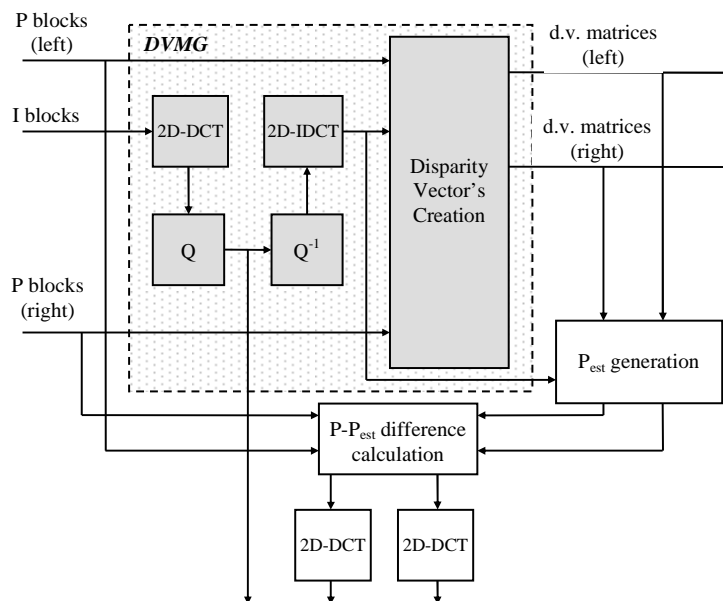 P blocks
(left)
DVMG
d.v. matrices
(left)
I blocks
2D-DCT
2D-IDCT
d.v. matrices
(right)
Disparity
Vector's
Creation
Q
Q-1
P blocks
(right)
Pest generation
P-Pest difference
calculation
2D-DCT
2D-DCT